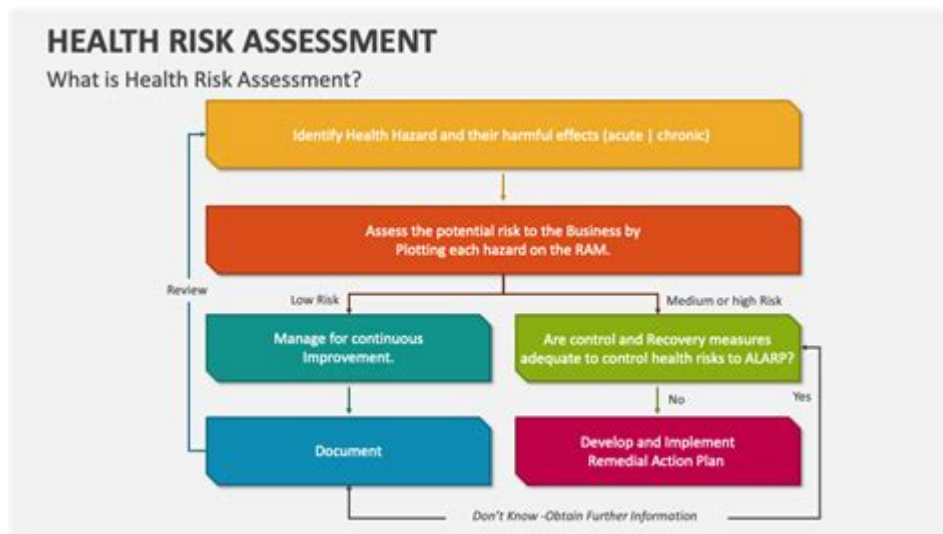 HEALTH RISK ASSESSMENT
What is Health Risk Assessment?
Identify Health Hazard and their harmful effects (acute | chronic)
Assess the potential risk to the Business by
Plotting each hazard on the RAM.
Review
Low Risk
Medium or high Risk
Manage for continuous
Improvement.
Are control and Recovery measures
adequate to control health risks to ALARP?
No
Yes
Document
Develop and Implement
Remedial Action Plan
Don't Know -Obtain Further Information